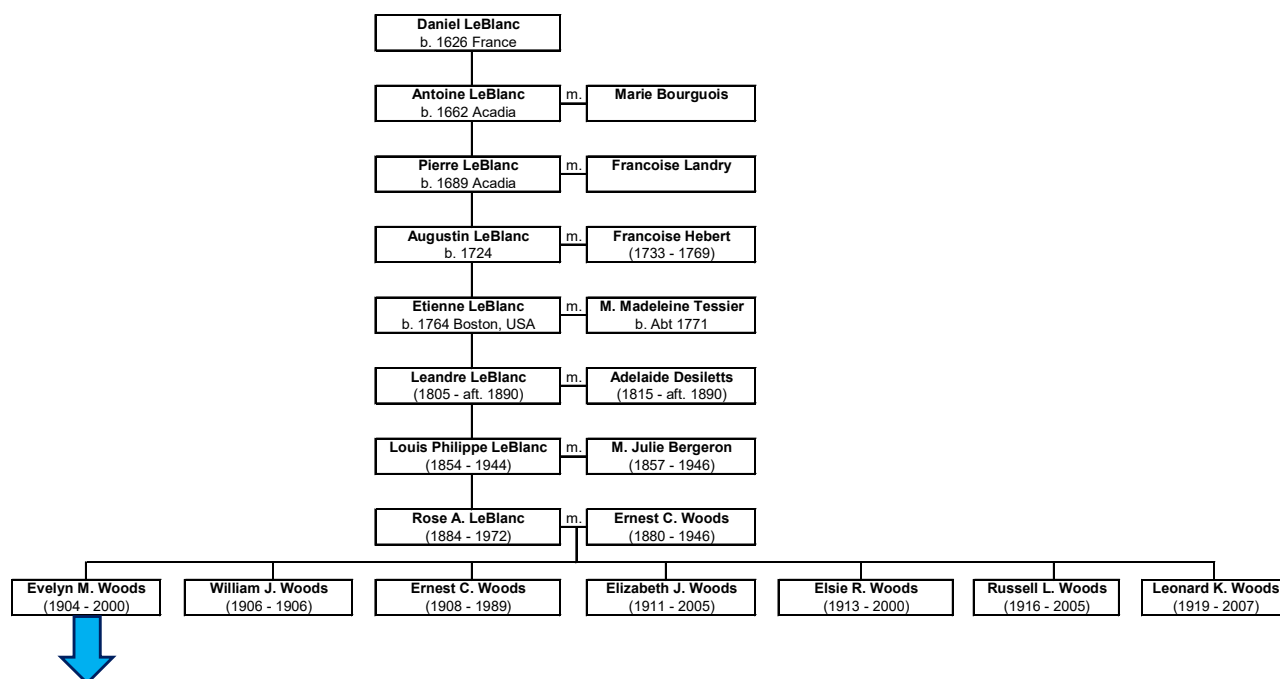 Daniel LeBlanc
b. 1626 France
Antoine LeBlanc
b. 1662 Acadia
m.
Marie Bourguois
Pierre LeBlanc
b. 1689 Acadia
m.
Francoise Landry
Augustin LeBlanc
b. 1724
m.
Francoise Hebert
(1733 - 1769)
Etienne LeBlanc
b. 1764 Boston, USA
m.
M. Madeleine Tessier
b. Abt 1771
Leandre LeBlanc
(1805 - aft. 1890)
m.
Adelaide Desiletts
(1815 - aft. 1890)
Louis Philippe LeBlanc
(1854 - 1944)
m.
M. Julie Bergeron
(1857 - 1946)
Rose A. LeBlanc
(1884 - 1972)
m.
Ernest C. Woods
(1880 - 1946)
Evelyn M. Woods
(1904 - 2000)
William J. Woods
(1906 - 1906)
Ernest C. Woods
(1908 - 1989)
Elizabeth J. Woods
(1911 - 2005)
Elsie R. Woods
(1913 - 2000)
Russell L. Woods
(1916 - 2005)
Leonard K. Woods
(1919 - 2007)